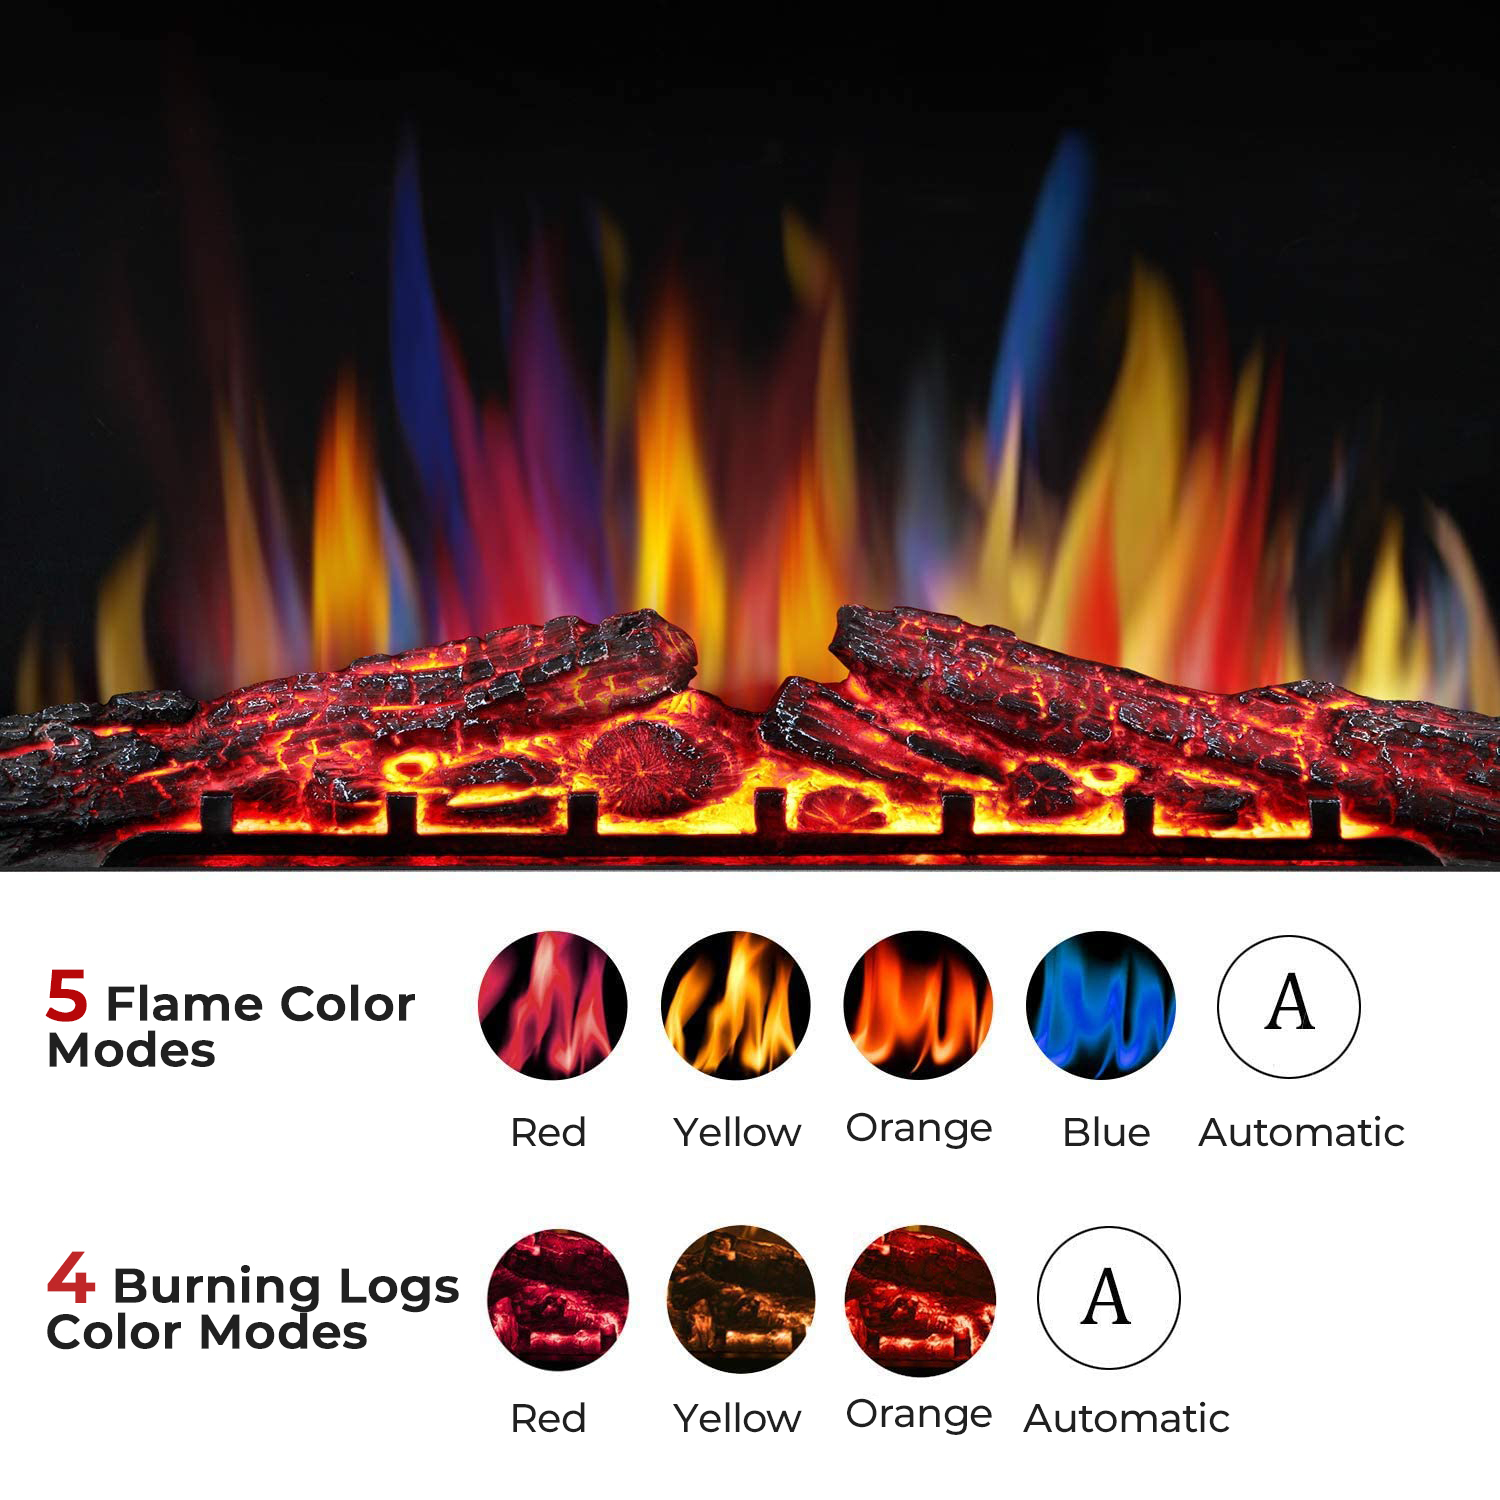 5 Flame Color
Modes
A
Red Yellow Orange Blue Automatic
4 Burning Logs
Color Modes
A
Red Yellow Orange Automatic